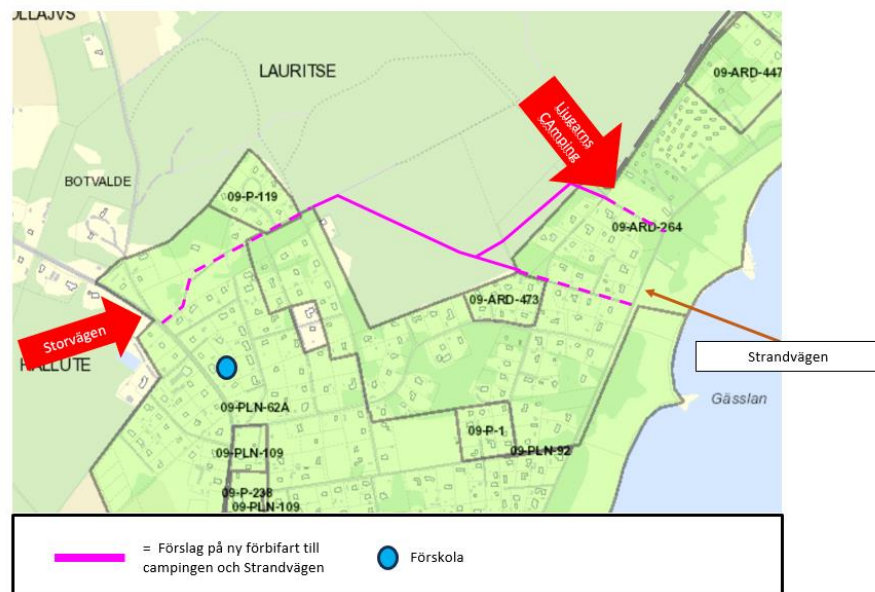 OLLAJVS
LAURITSE
09-ARD-447
Ljugarns
CAmping
BOTVALDE
09-P-119
09-ARD-264
09-ARD-473
Storvägen
Strandvägen
HALLUTE
Gässlan
09-PLN-62A
09-P-1
09-PLN-92
09-PLN-109
09-P-238
09-PLN-109
= Förslag på ny förbifart till
campingen och Strandvägen
Förskola